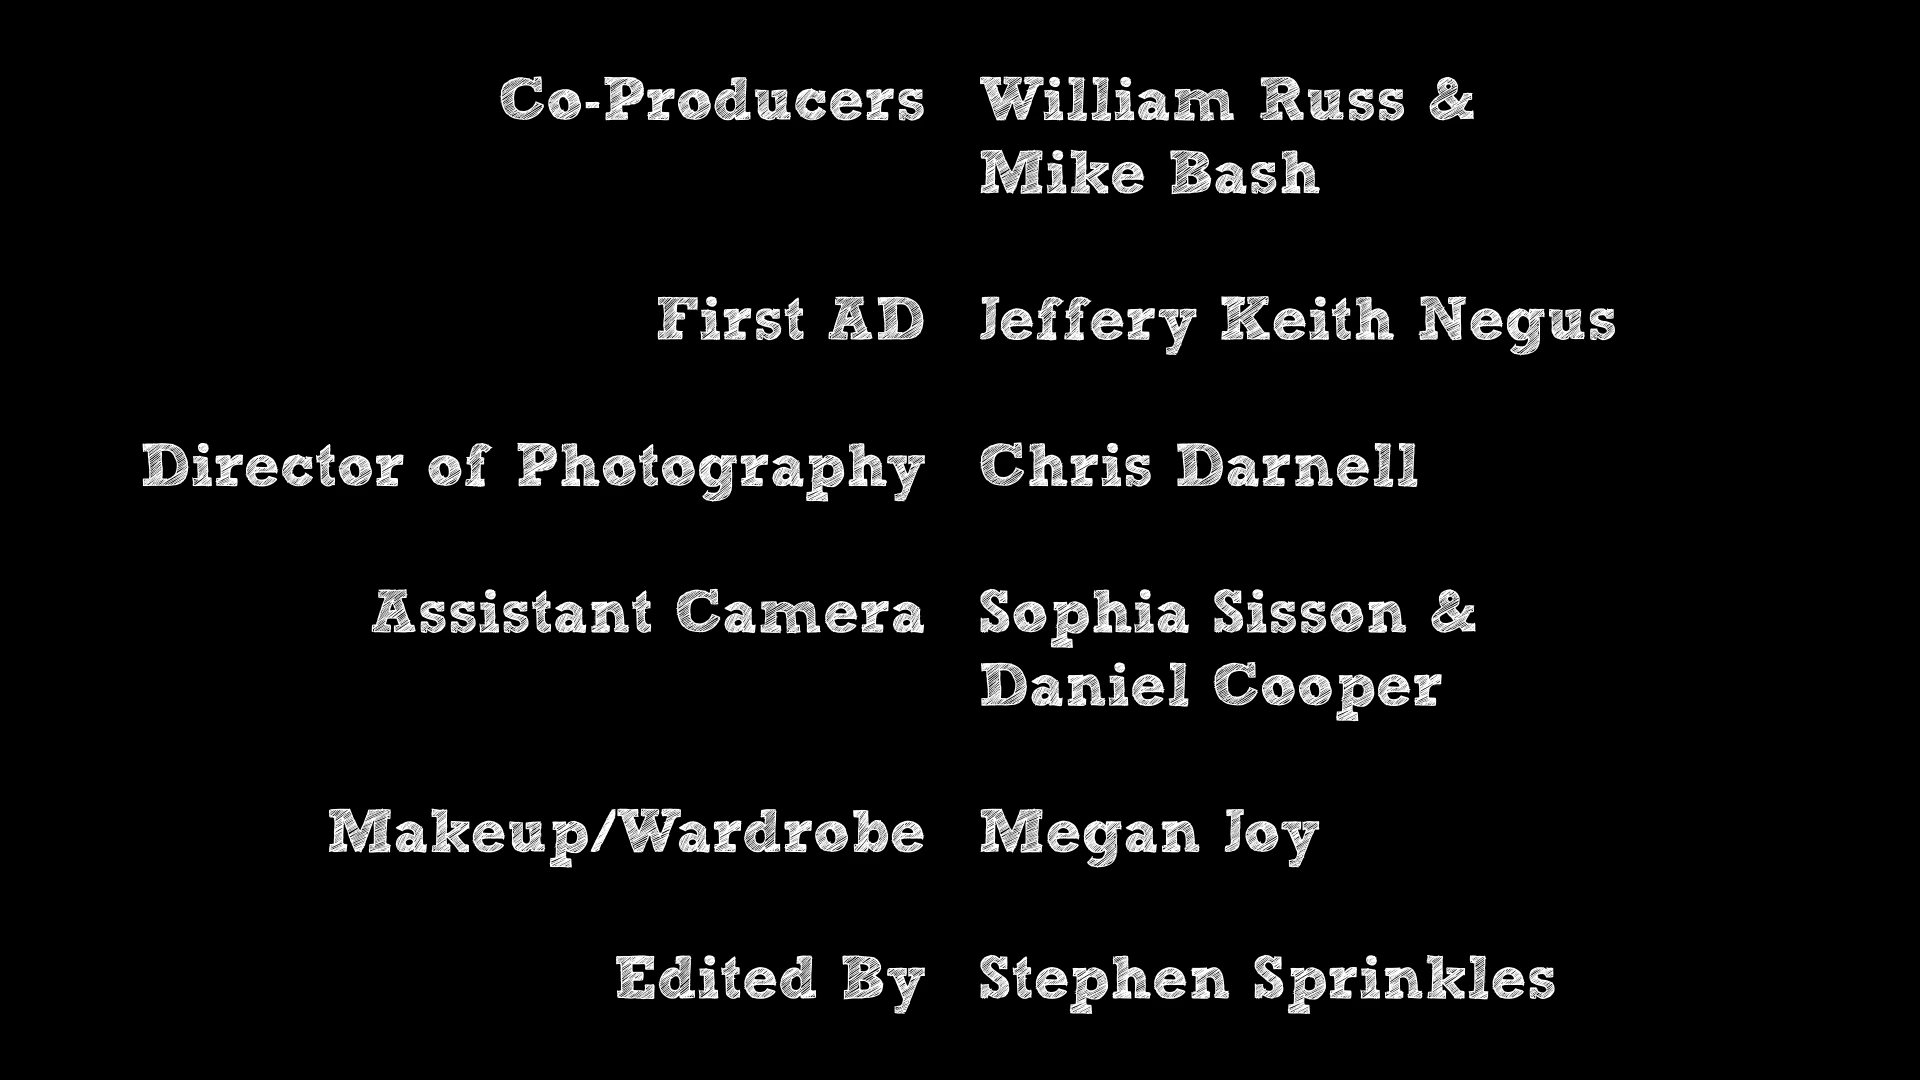 Co-Producers William Russ &
Mike Bash
First AD Jeffery Keith Negus
Director of Photography Chris Darnell
Assistant Camera Sophia Sisson &
Daniel Cooper
Makeup/Wardrobe Megan Joy
Edited By Stephen Sprinkles